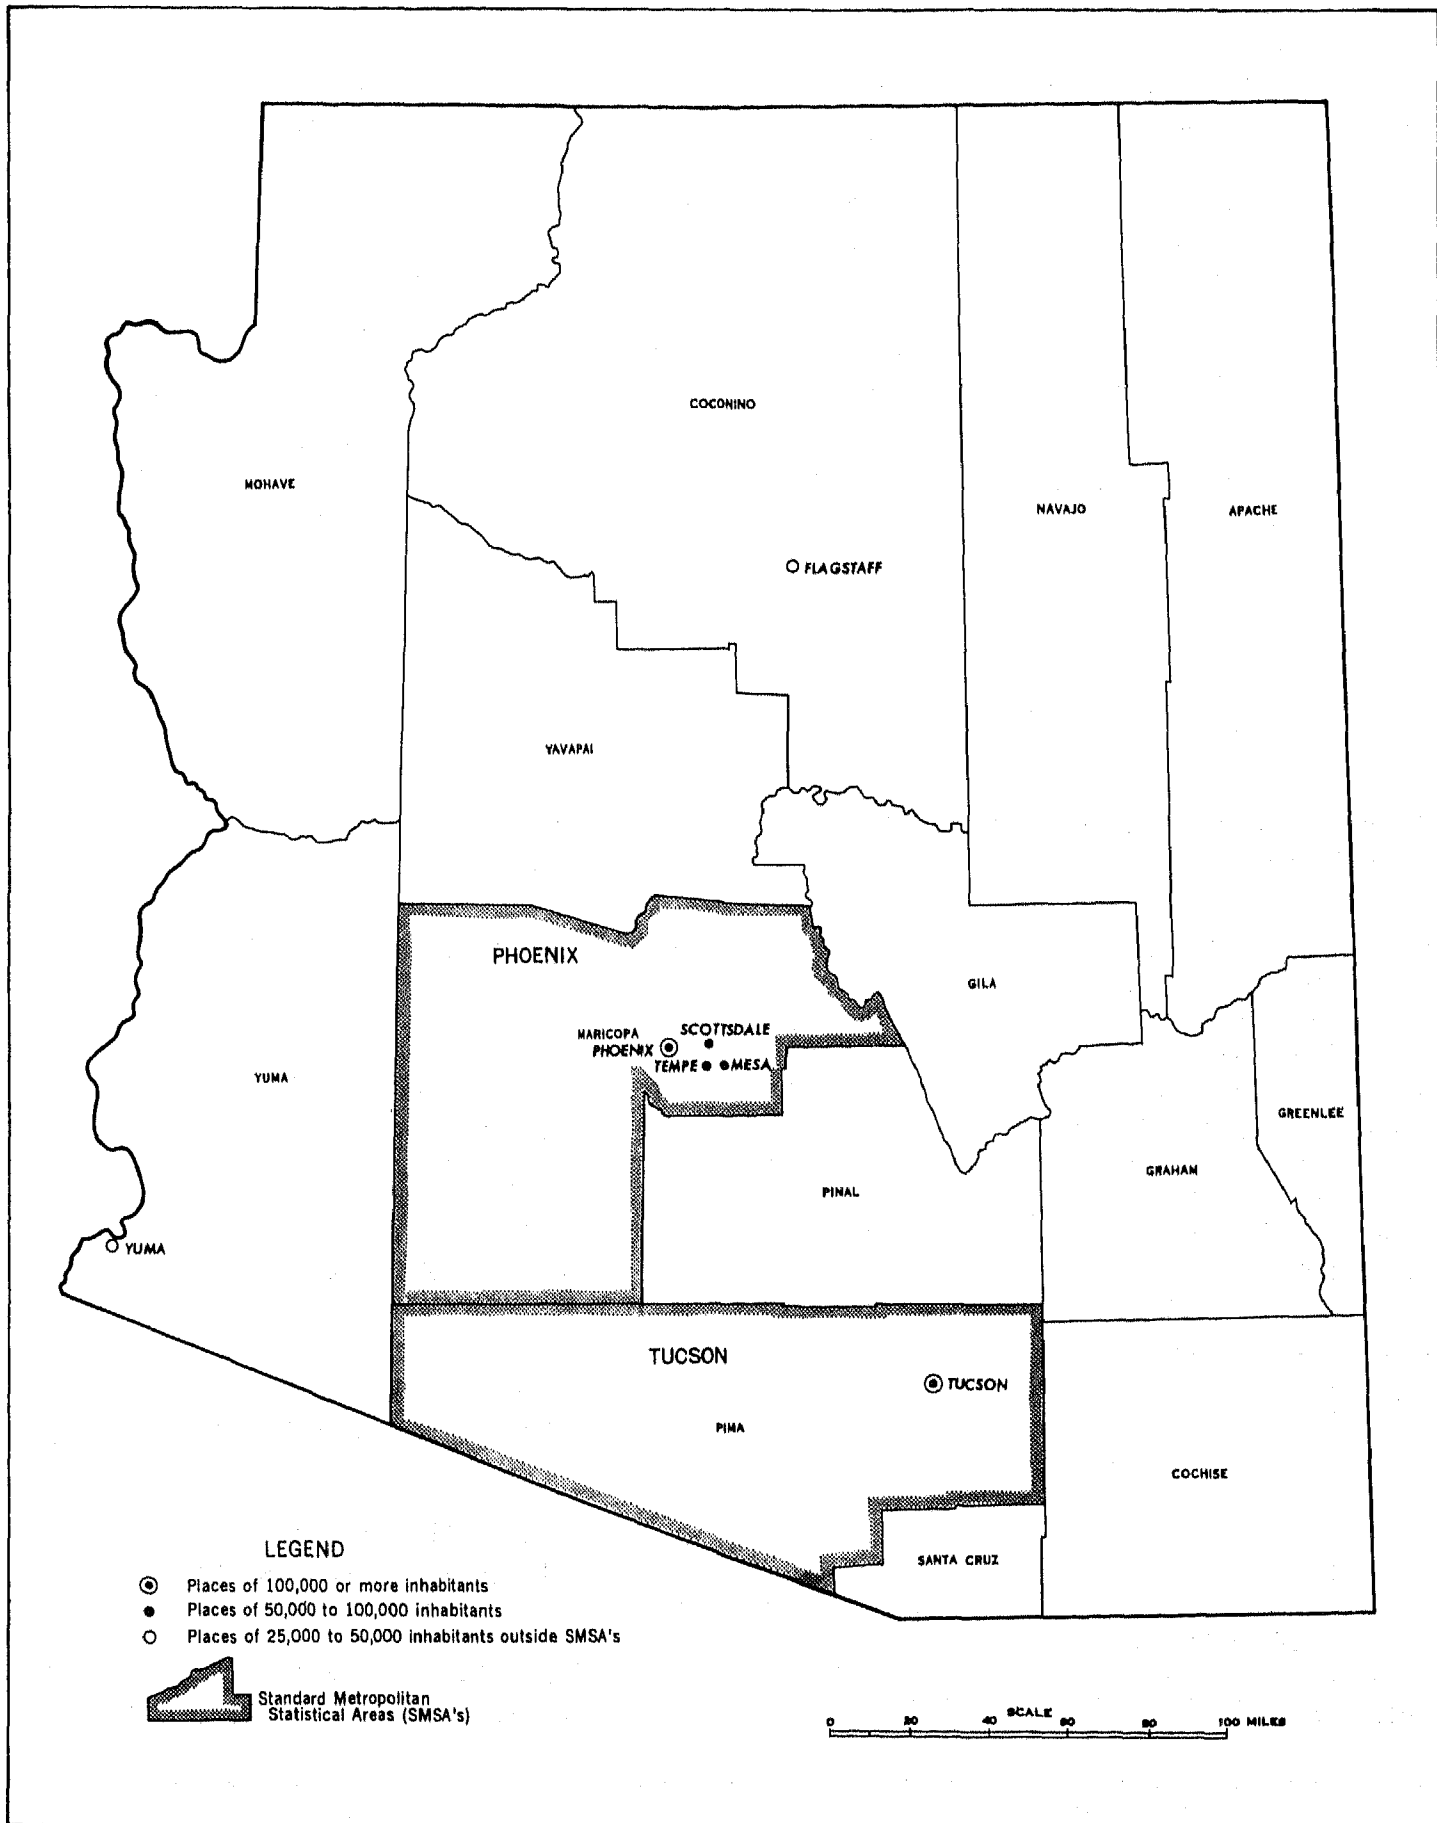 COCONINO
MOHAVE
NAVAJO
APACHE
FLAGSTAFF
YAVAPAI
PHOENIX
GILA
MARICOPA
SCOTTSDALE
PHOENIX
TEMPE
MESA
YUMA
GREENLEE
GRAHAM
PINAL
YUMA
TUCSON
TUCSON
PIMA
COCHISE
SANTA CRUZ
LEGEND
Places of 100,000 or more inhabitants
Places of 50,000 to 100,000 inhabitants
Places of 25,000 to 50,000 inhabitants outside SMSA's
Standard Metropolitan
Statistical Areas (SMSA's)
SCALE
0 20 40 60 80 100 MILES